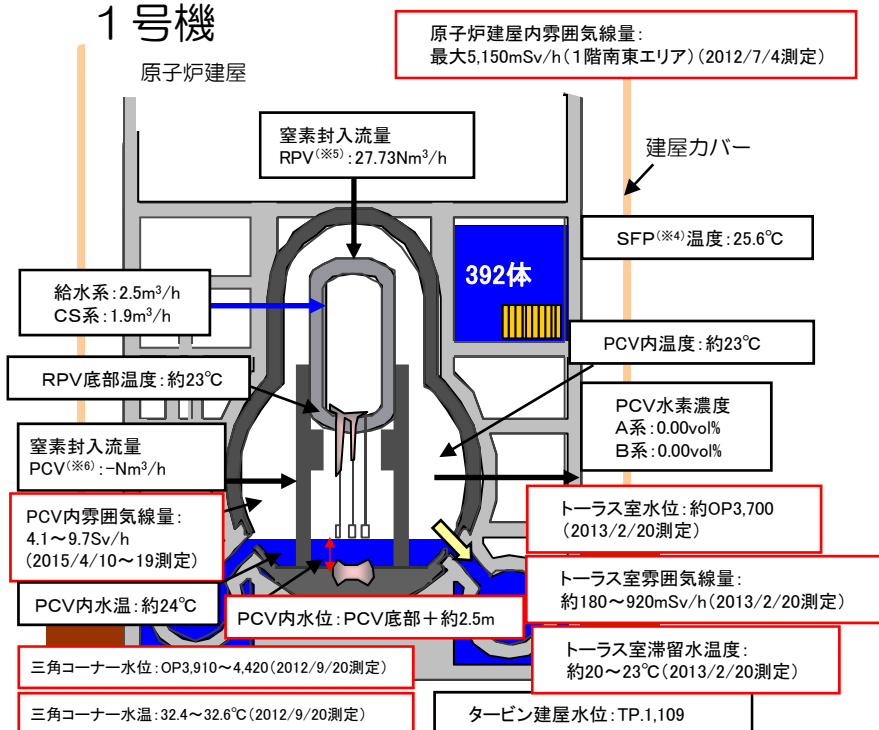 1号機
原子炉建屋内雰囲気線量:
最大5,150mSv/h(1階南東エリア)(2012/7/4測定)
原子炉建屋
窒素封入流量
RPV(※5):27.73Nm³/h
建屋カバー
SFP(※4)温度:25.6℃
392体
給水系:2.5m³/h
CS系:1.9m³/h
PCV内温度:約23℃
RPV底部温度:約23℃
PCV水素濃度
A系:0.00vol%
B系:0.00vol%
窒素封入流量
PCV(※6):-Nm³/h
PCV内雰囲気線量:
4.1~9.7Sv/h
(2015/4/10~19測定)
トーラス室水位:約OP3,700
(2013/2/20測定)
トーラス室雰囲気線量:
約180~920mSv/h(2013/2/20測定)
PCV内水温:約24℃
PCV内水位:PCV底部+約2.5m
トーラス室滞留水温度:
約20~23℃(2013/2/20測定)
三角コーナー水位:OP3,910~4,420(2012/9/20測定)
三角コーナー水温:32.4~32.6℃(2012/9/20測定)
タービン建屋水位:TP.1,109